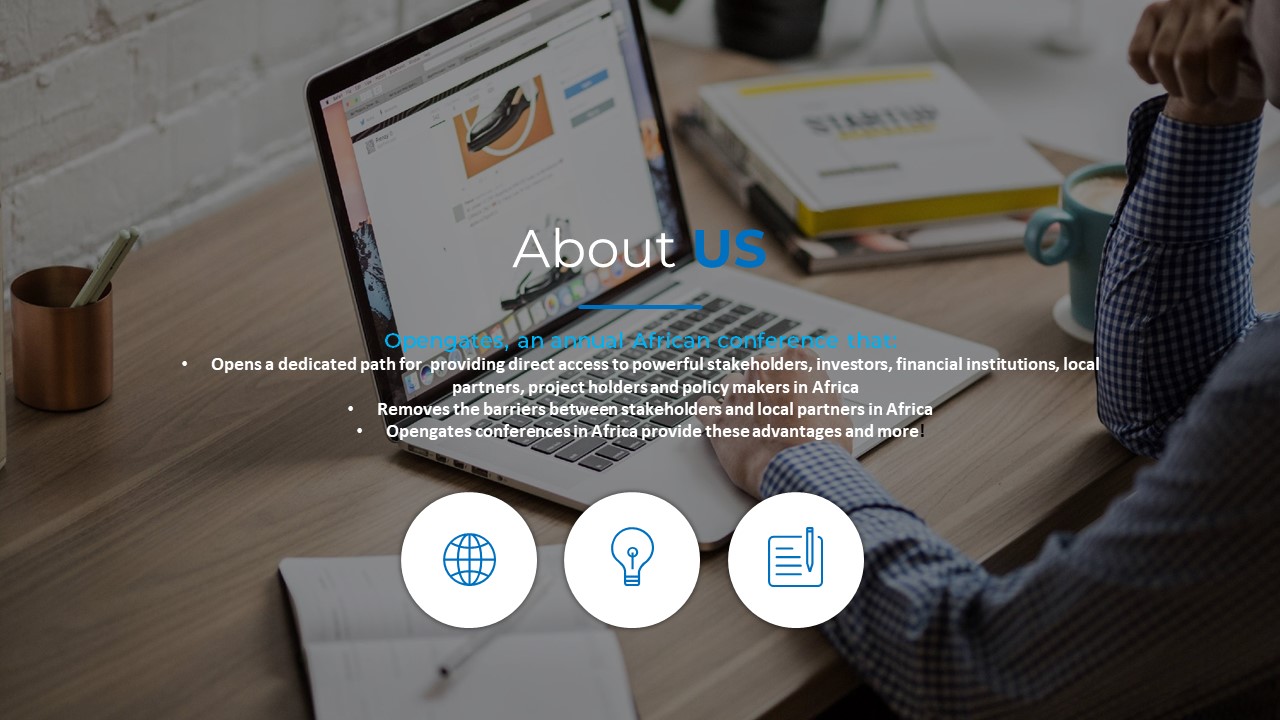 STARTUP
About US
Opengates, an annual African conference that:
• Opens a dedicated path for providing direct access to powerful stakeholders, investors, financial institutions, local
partners, project holders and policy makers in Africa
• Removes the barriers between stakeholders and local partners in Africa
• Opengates conferences in Africa provide these advantages and more!